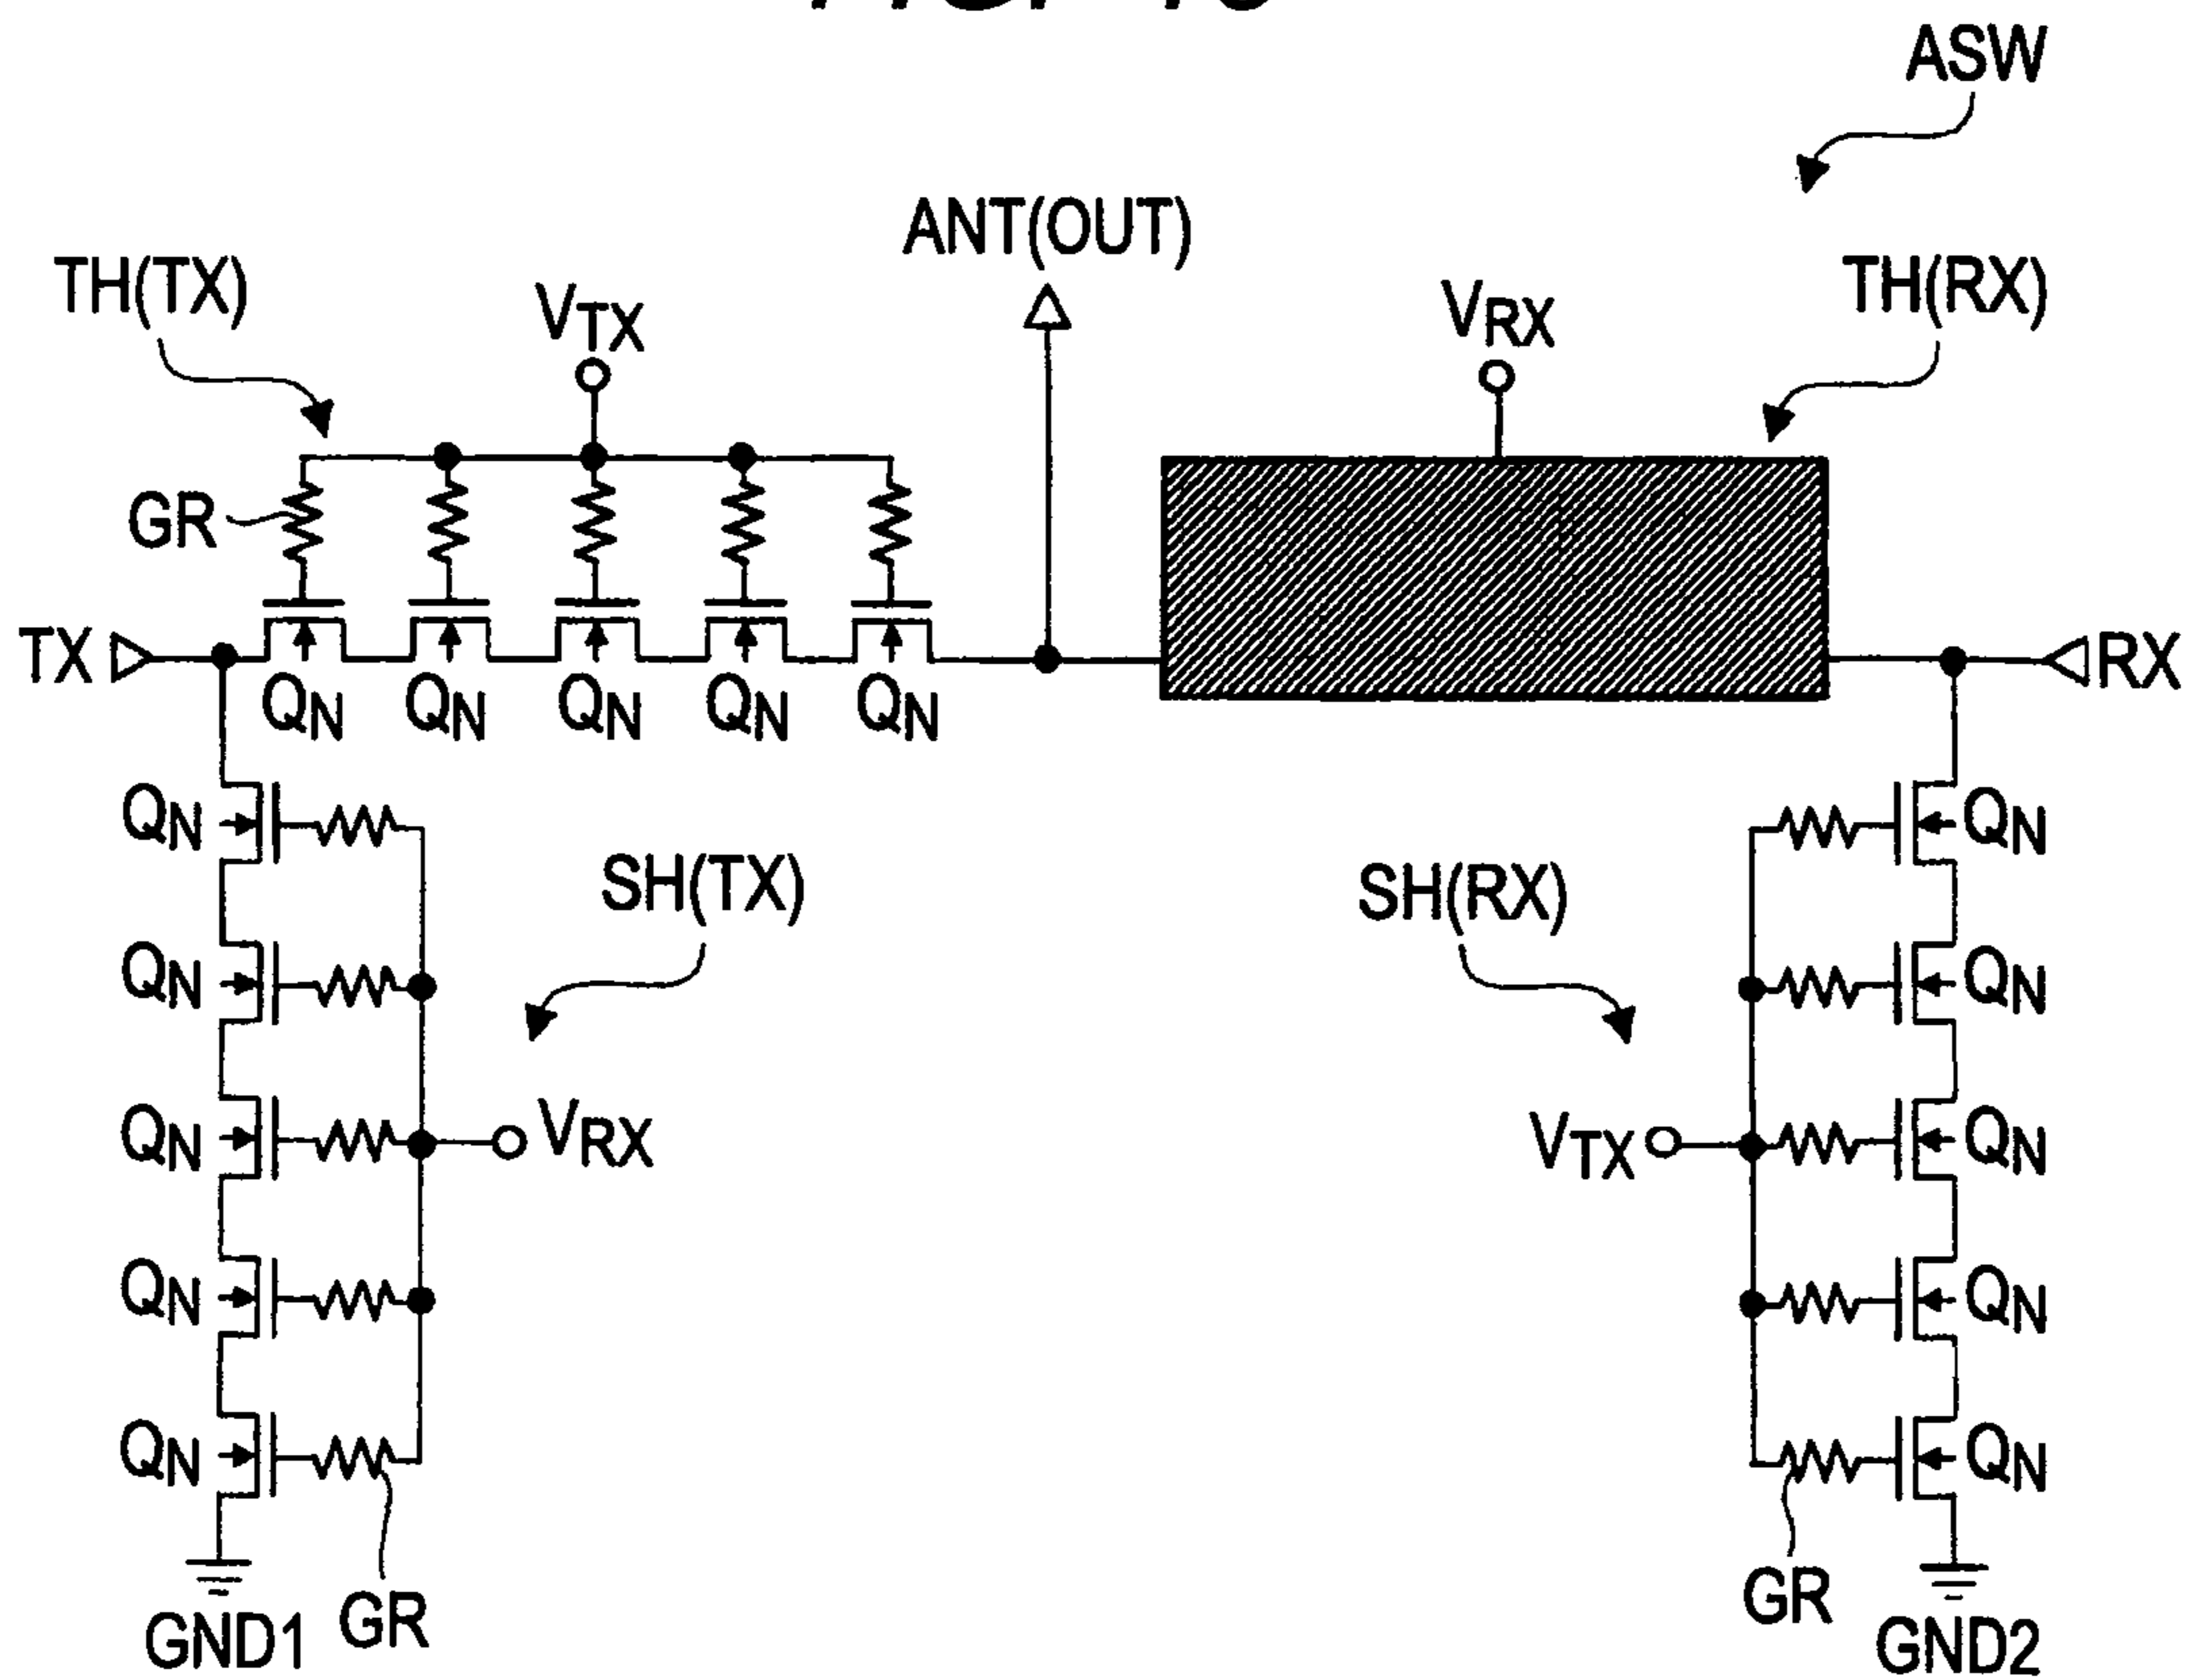 ASW
ANT(OUT)
TH(TX)
VTX
VRX
TH(RX)
GR
TX
RX
QN QN QN QN QN
QN
QN
SH(TX)
SH(RX)
QN
QN
QN
VRX
VTX
QN
QN
QN
QN
QN
GR
GR
GND1
GND2